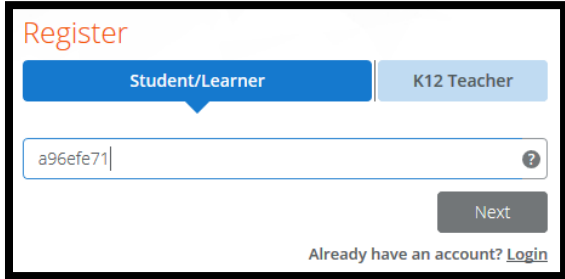 Register
Student/Learner K12 Teacher
a96efe71 ?
Next
Already have an account? Login